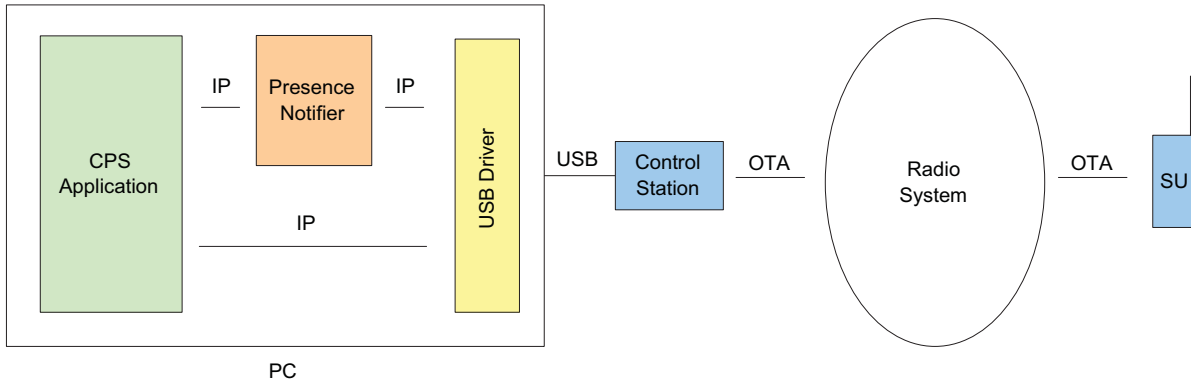 CPS
Application
IP
Presence
Notifier
IP
IP
USB Driver
USB
Control
Station
OTA
Radio
System
OTA
SU
PC